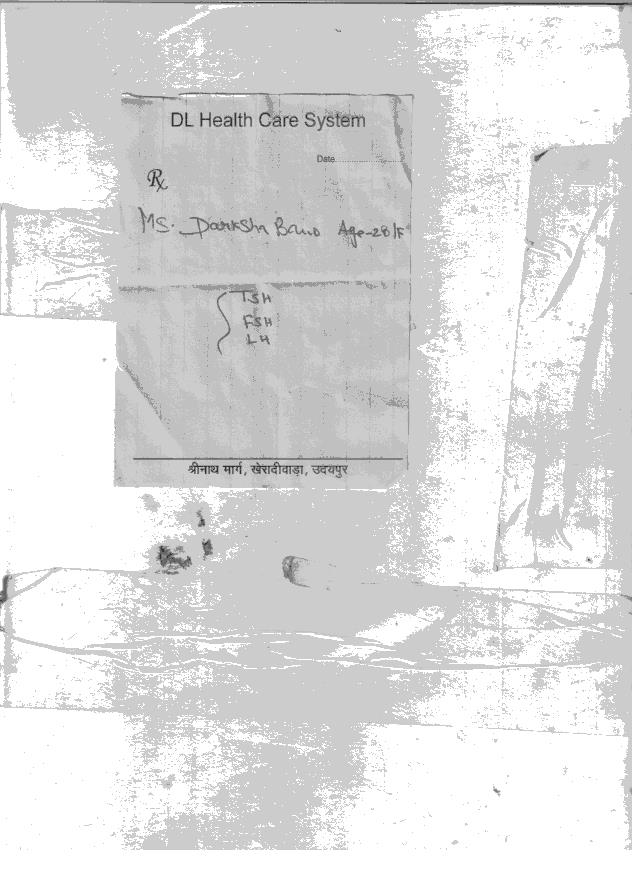 DL Health Care System
Date....................
Rx
MS. Darksha Bano Age-28/F
TSH
FSH
LH
श्रीनाथ मार्ग, खेरादीवाड़ा, उदयपुर